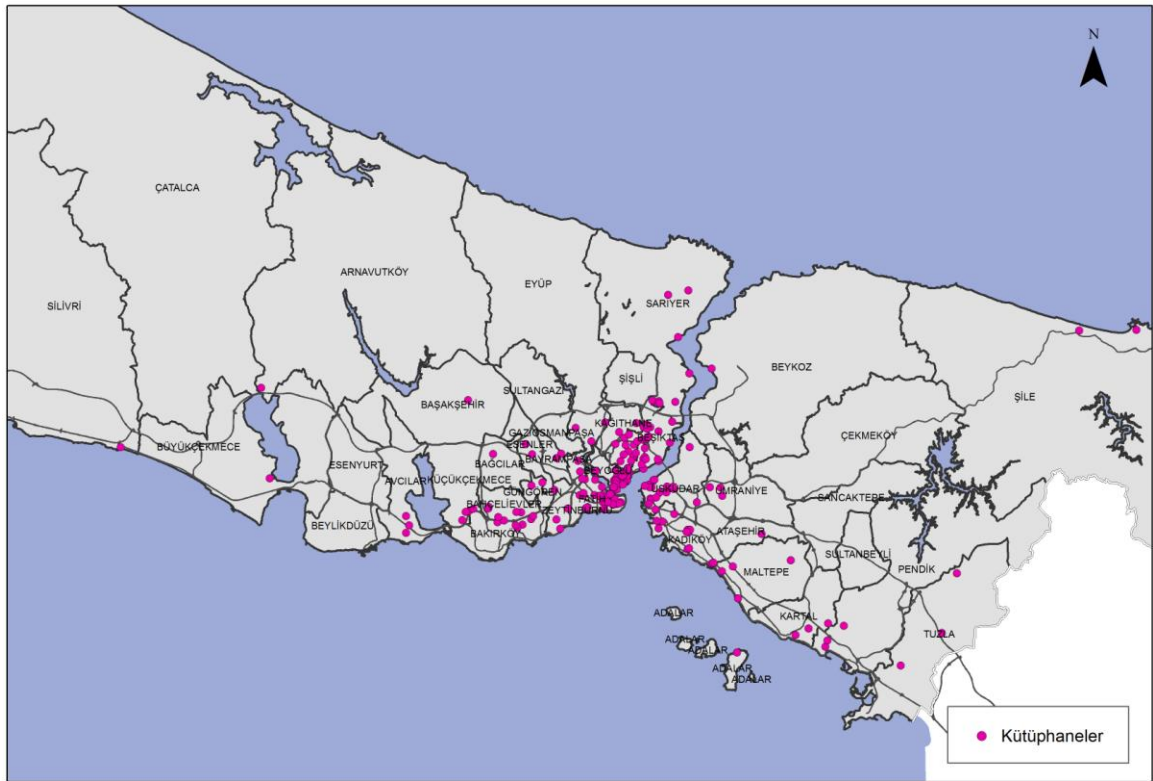 N
ÇATALCA
ARNAVUTKÖY
EYÜP
SİLİVRİ
SARIYER
BEYKOZ
ŞİŞLİ
SULTANGAZİ
BAŞAKŞEHİR
ŞİLE
KAĞITHANE
GAZİOSMANPAŞA
BEŞİKTAŞ
ÇEKMEKÖY
ESENLER
BÜYÜKÇEKMECE
BAYRAMPAŞA
ESENYURT
BAĞCILAR
BEYOĞLU
AVCILAR
KÜÇÜKÇEKMECE
ÜSKÜDAR
ÜMRANİYE
GÜNGÖREN
SANCAKTEPE
FATİH
BAHÇELİEVLER
ZEYTİNBURNU
BEYLİKDÜZÜ
BAKIRKÖY
ATAŞEHİR
KADIKÖY
SULTANBEYLİ
PENDİK
MALTEPE
ADALAR
KARTAL
TUZLA
ADALAR
ADALAR
ADALAR
ADALAR
Kütüphaneler